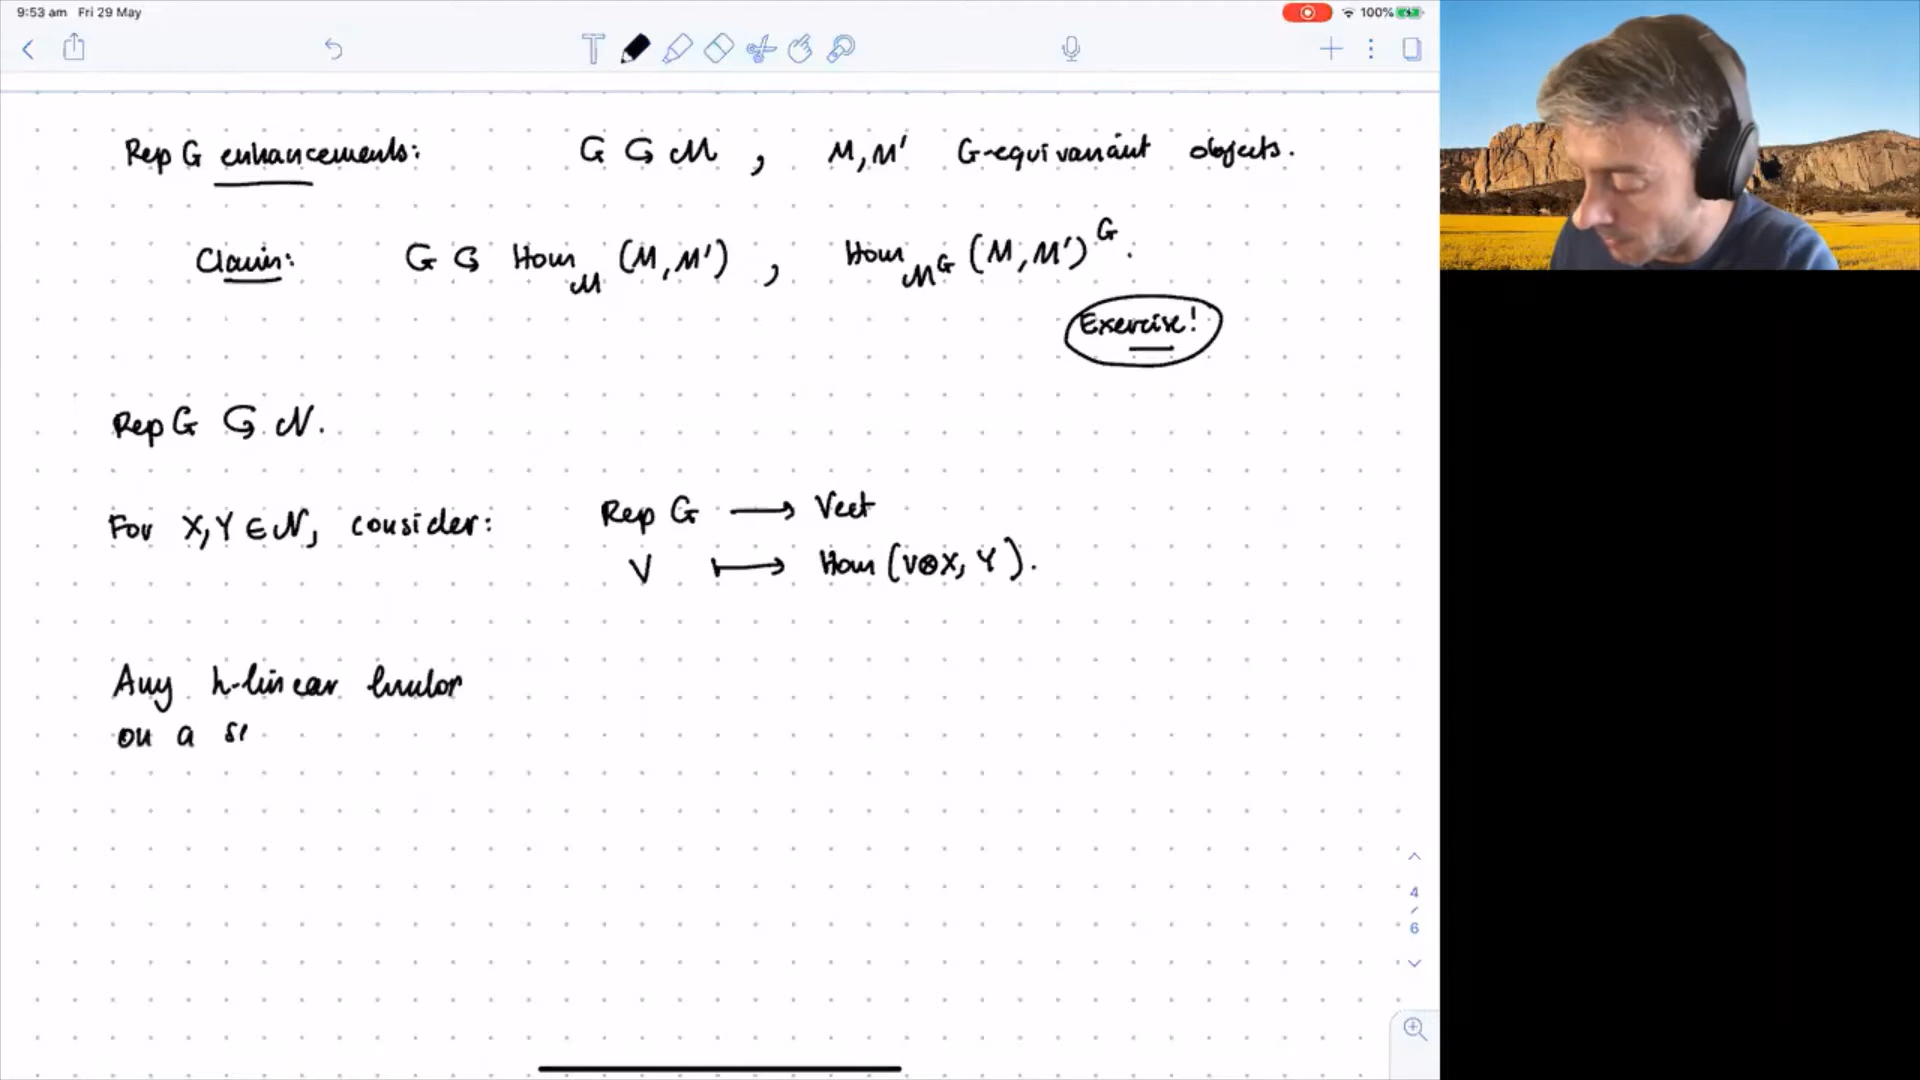 9:53 am Fri 29 May
100%
Rep G enhancements: G ↻ M , M, M' G-equivariant objects.
Claim: G ↻ Hom_M (M, M') , Hom_{M^G} (M, M')^G.
Exercise!
Rep G ↻ N.
For X, Y ∈ N, consider: Rep G ⟶ Vect
V ⟼ Hom (V⊗X, Y).
Any k-linear functor
on a
4
/
6